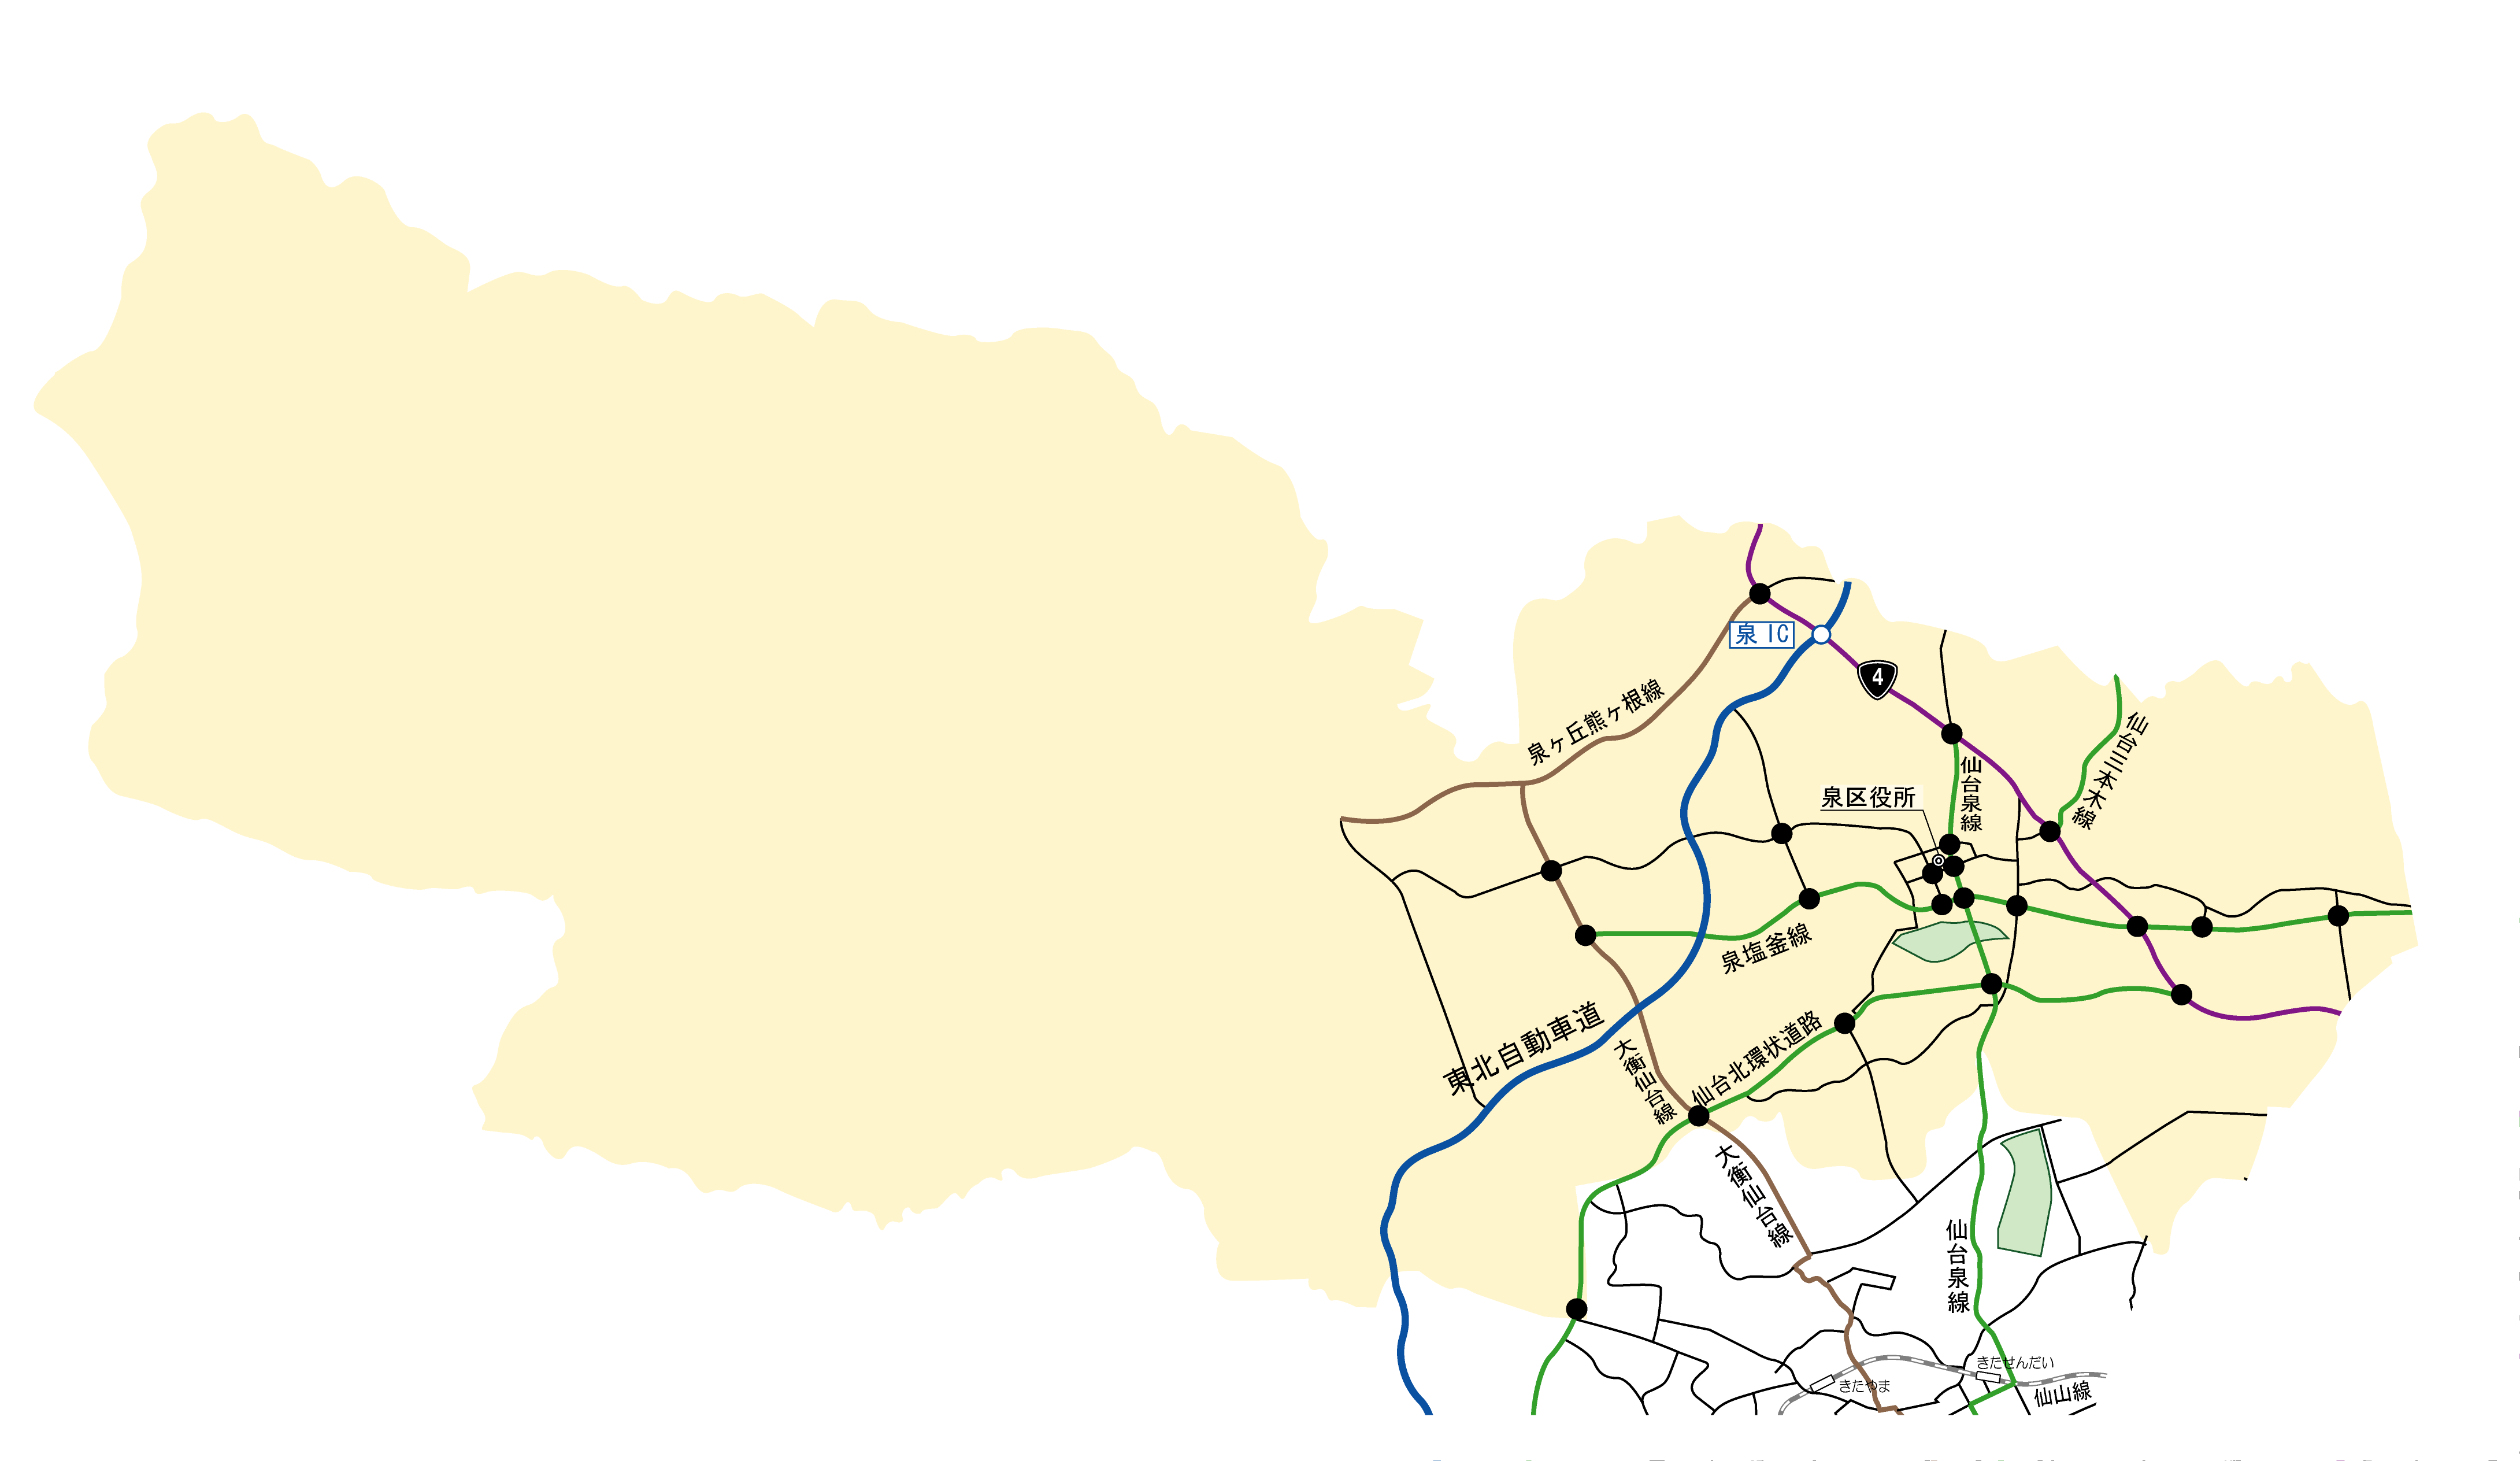 泉 IC
4
泉ヶ丘熊ヶ根線
仙台三本木線
仙台泉線
泉区役所
泉塩釜線
東北自動車道
大衡仙台線
仙台北環状道路
大衡仙台線
仙台泉線
きたせんだい
きたやま
仙山線